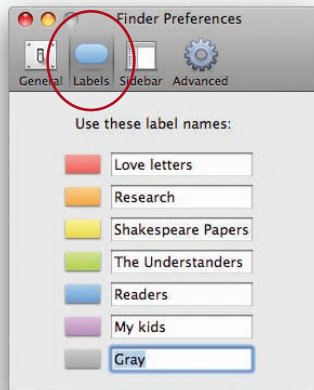 Finder Preferences
General Labels Sidebar Advanced
Use these label names:
Love letters
Research
Shakespeare Papers
The Understanders
Readers
My kids
Gray